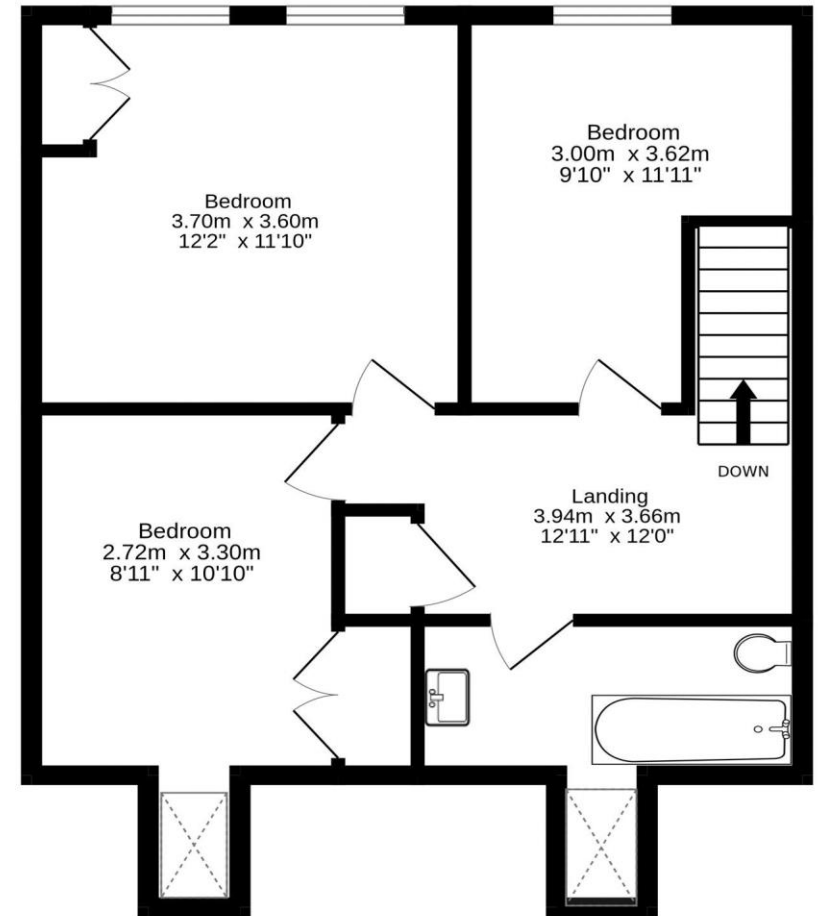 Bedroom
3.70m x 3.60m
12'2" x 11'10"
Bedroom
3.00m x 3.62m
9'10" x 11'11"
Bedroom
2.72m x 3.30m
8'11" x 10'10"
Landing
3.94m x 3.66m
12'11" x 12'0"
DOWN